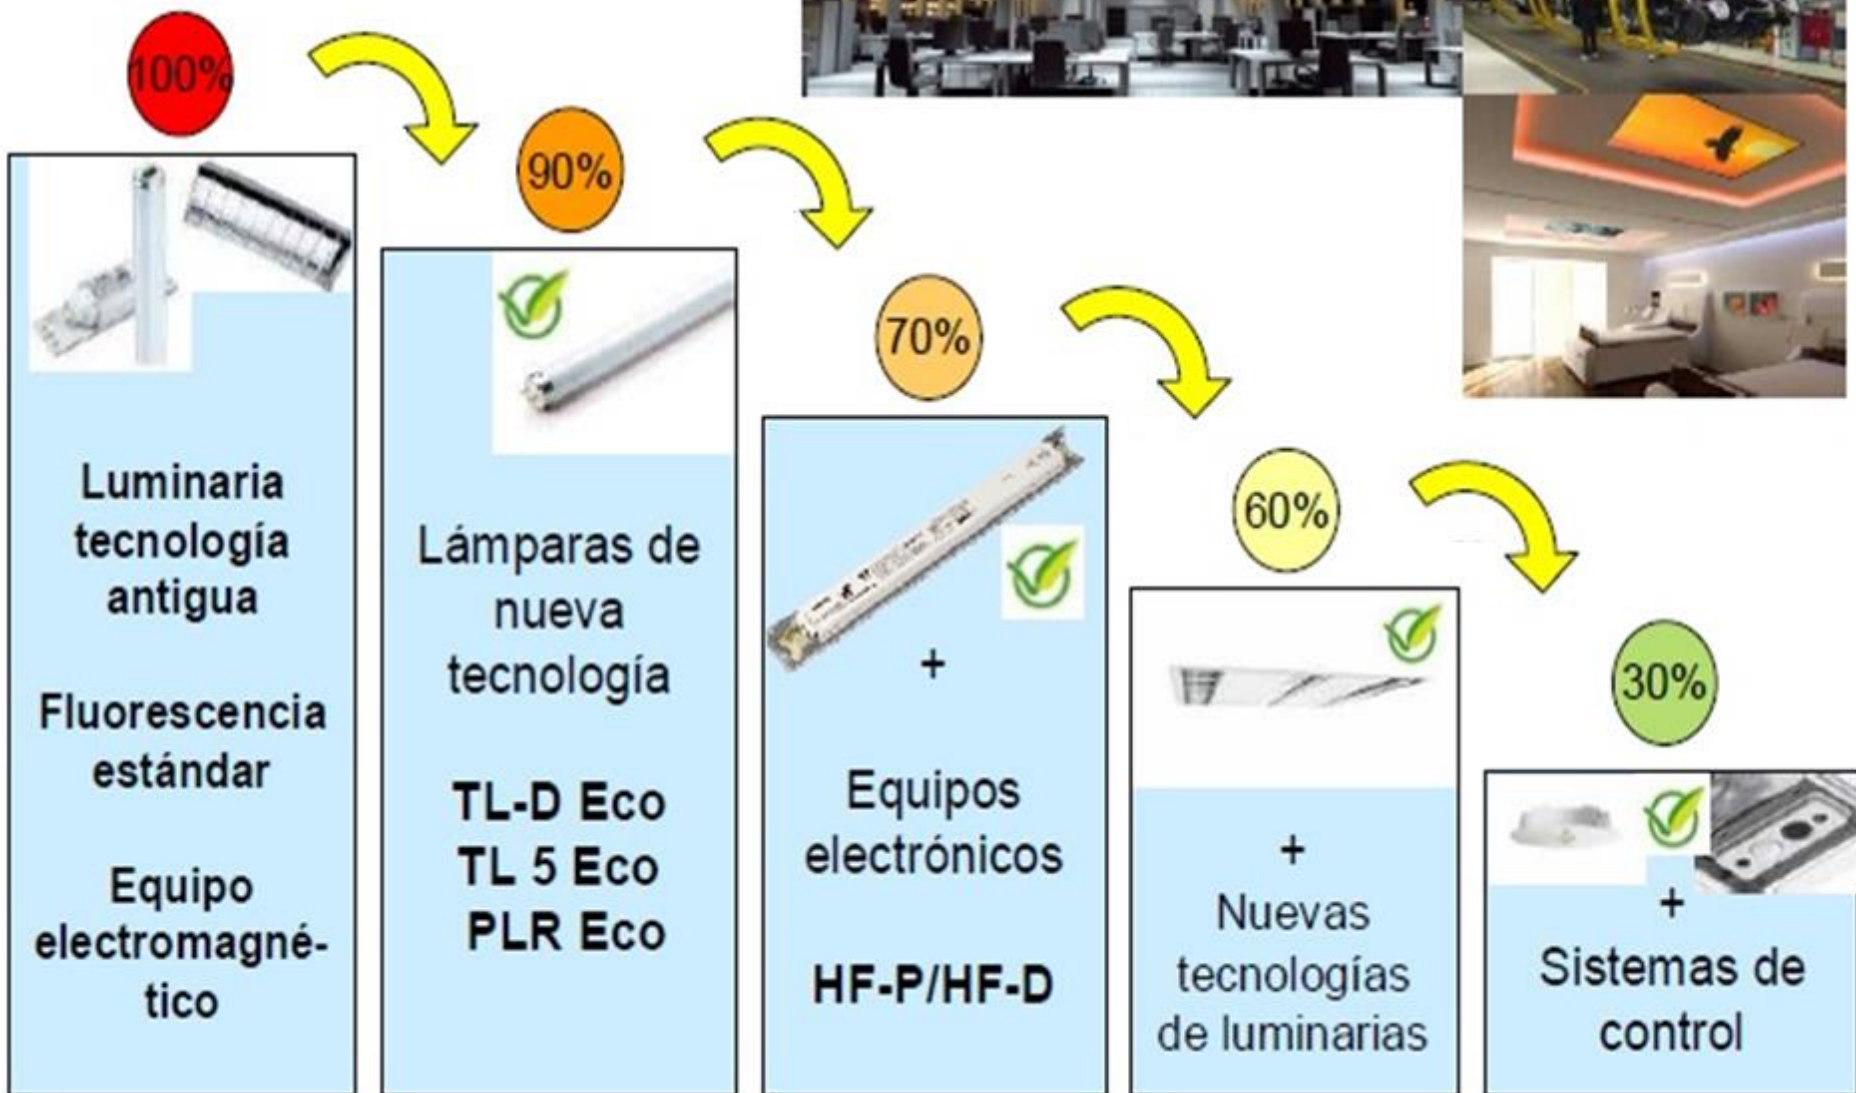 100%
Luminaria
tecnología
antigua
Fluorescencia
estándar
Equipo
electromagné-
tico
90%
Lámparas de
nueva
tecnología
TL-D Eco
TL 5 Eco
PLR Eco
70%
+
Equipos
electrónicos
HF-P/HF-D
60%
+
Nuevas
tecnologías
de luminarias
30%
+
Sistemas de
control